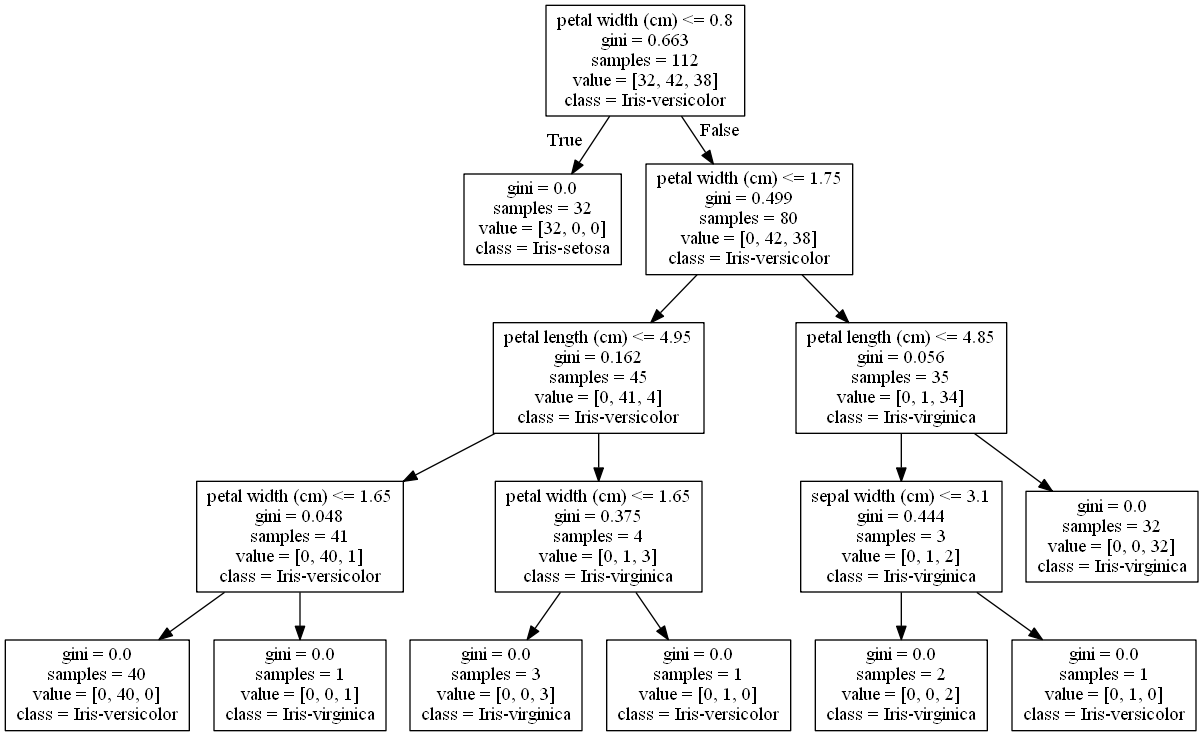 petal width (cm) <= 0.8
gini = 0.663
samples = 112
value = [32, 42, 38]
class = Iris-versicolor
True
False
gini = 0.0
samples = 32
value = [32, 0, 0]
class = Iris-setosa
petal width (cm) <= 1.75
gini = 0.499
samples = 80
value = [0, 42, 38]
class = Iris-versicolor
petal length (cm) <= 4.95
gini = 0.162
samples = 45
value = [0, 41, 4]
class = Iris-versicolor
petal length (cm) <= 4.85
gini = 0.056
samples = 35
value = [0, 1, 34]
class = Iris-virginica
petal width (cm) <= 1.65
gini = 0.048
samples = 41
value = [0, 40, 1]
class = Iris-versicolor
petal width (cm) <= 1.65
gini = 0.375
samples = 4
value = [0, 1, 3]
class = Iris-virginica
sepal width (cm) <= 3.1
gini = 0.444
samples = 3
value = [0, 1, 2]
class = Iris-virginica
gini = 0.0
samples = 32
value = [0, 0, 32]
class = Iris-virginica
gini = 0.0
samples = 40
value = [0, 40, 0]
class = Iris-versicolor
gini = 0.0
samples = 1
value = [0, 0, 1]
class = Iris-virginica
gini = 0.0
samples = 3
value = [0, 0, 3]
class = Iris-virginica
gini = 0.0
samples = 1
value = [0, 1, 0]
class = Iris-versicolor
gini = 0.0
samples = 2
value = [0, 0, 2]
class = Iris-virginica
gini = 0.0
samples = 1
value = [0, 1, 0]
class = Iris-versicolor